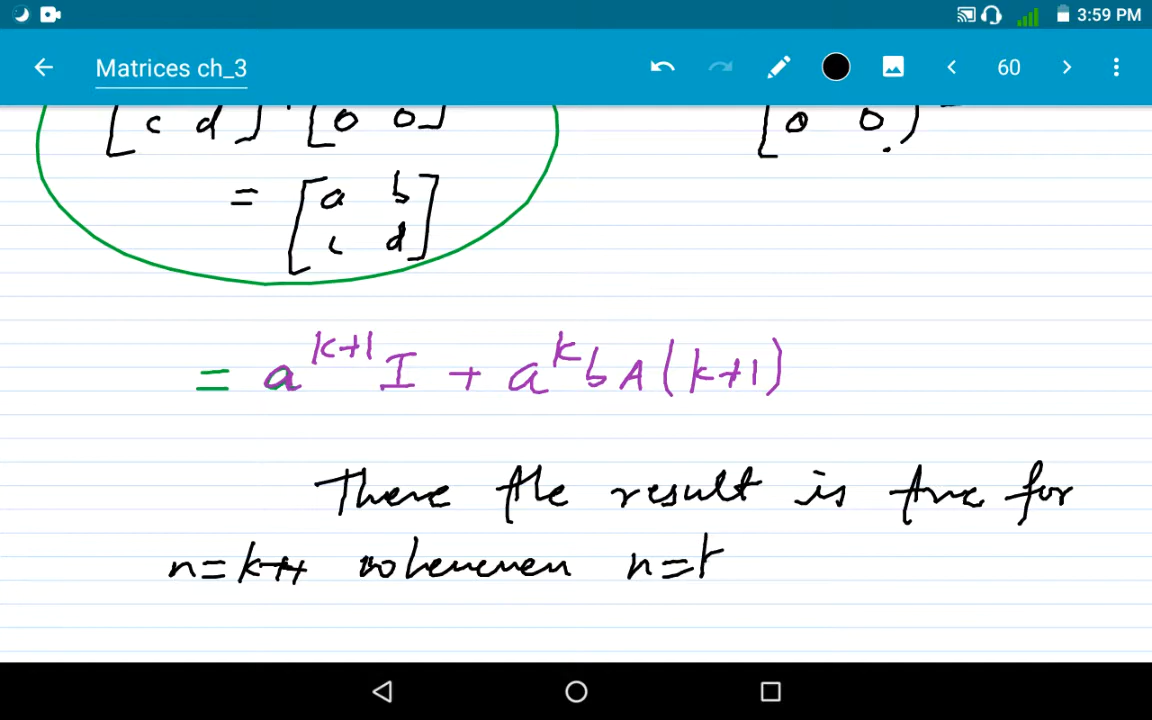 3:59 PM
Matrices ch_3
60
[c d] . [0 0]
[0 0]
= [a b
c d]
= a^{k+1} I + a^k b A (k+1)
There the result is true for
n=k+1 whenever n=k